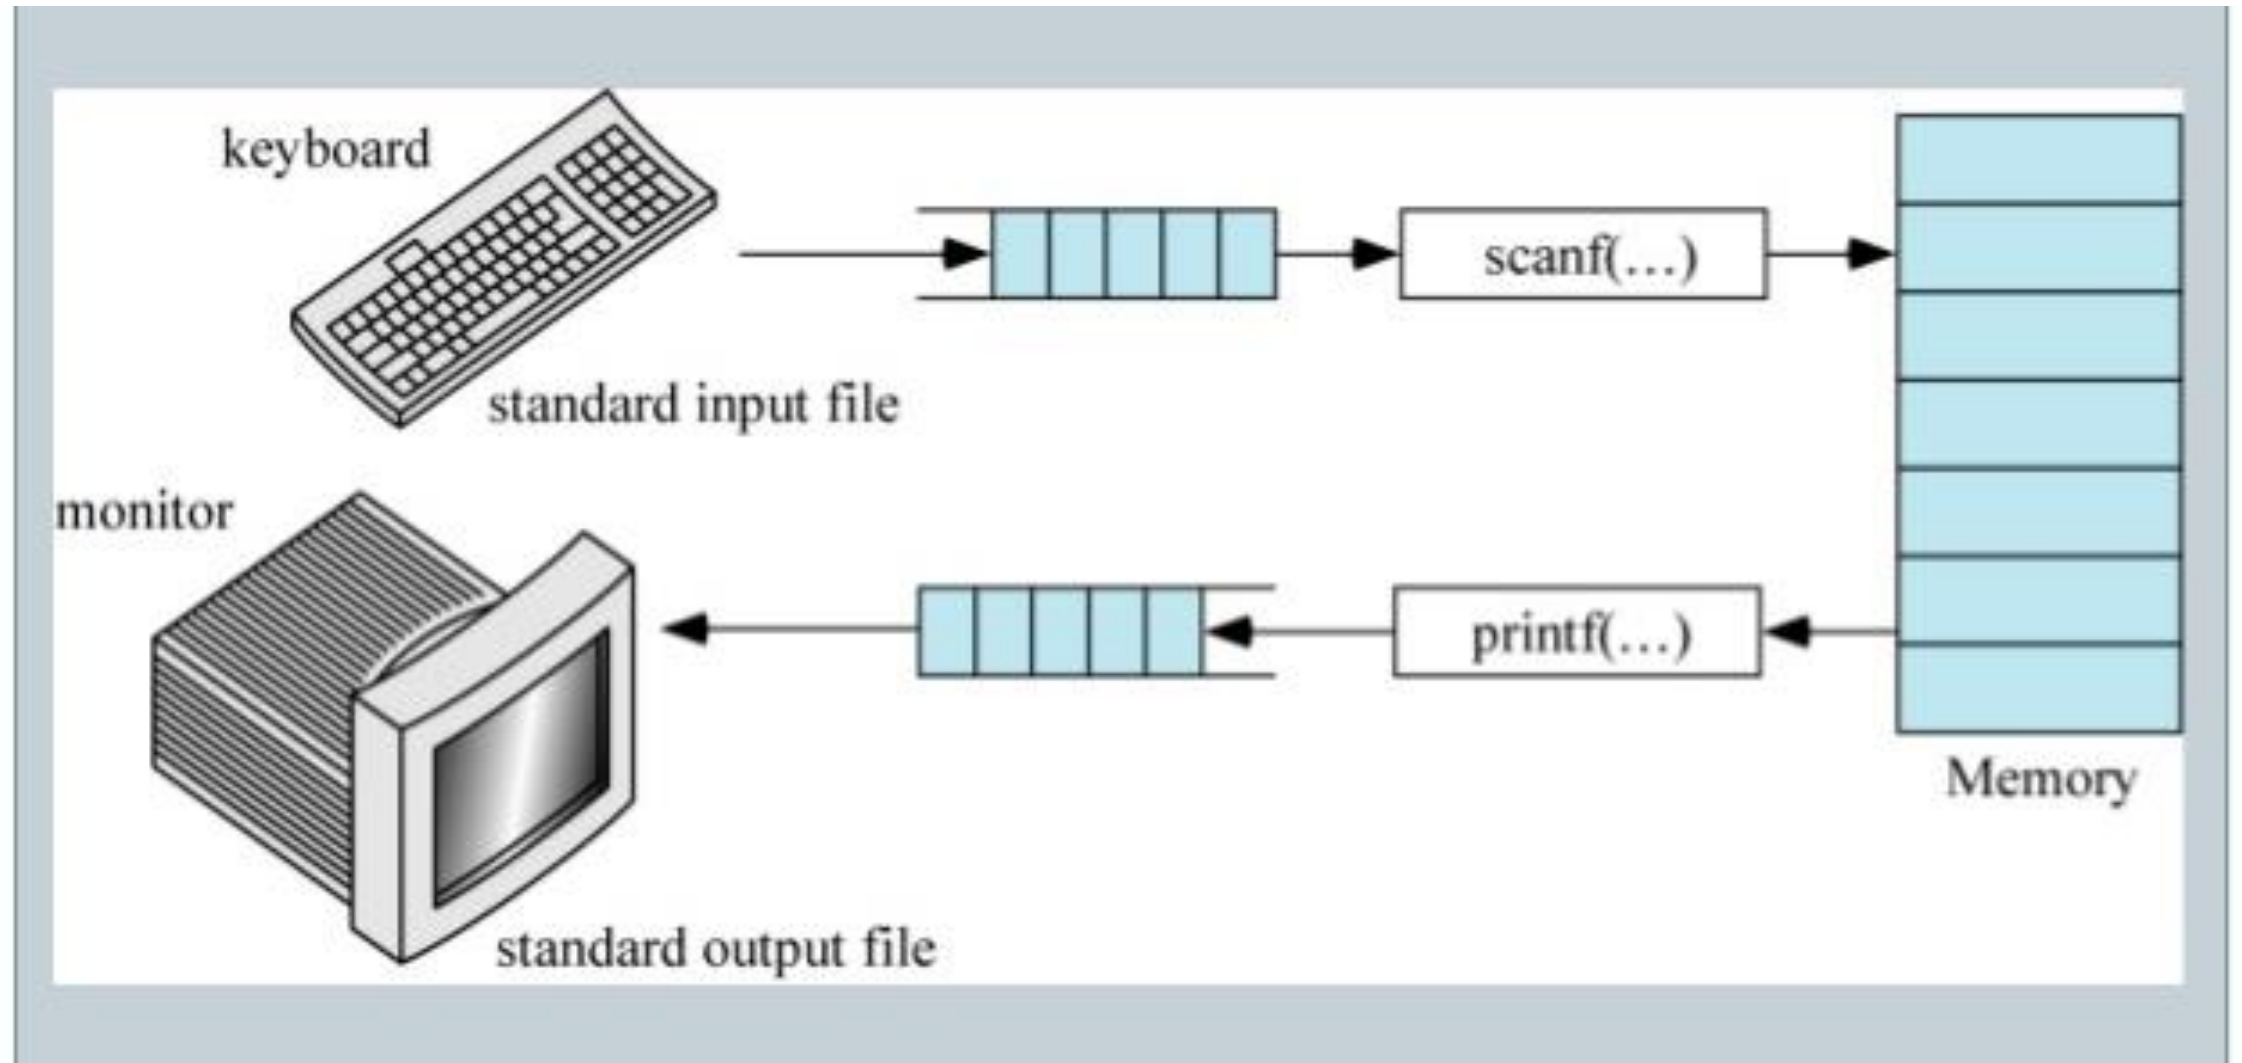 keyboard
scanf(...)
standard input file
monitor
printf(...)
Memory
standard output file